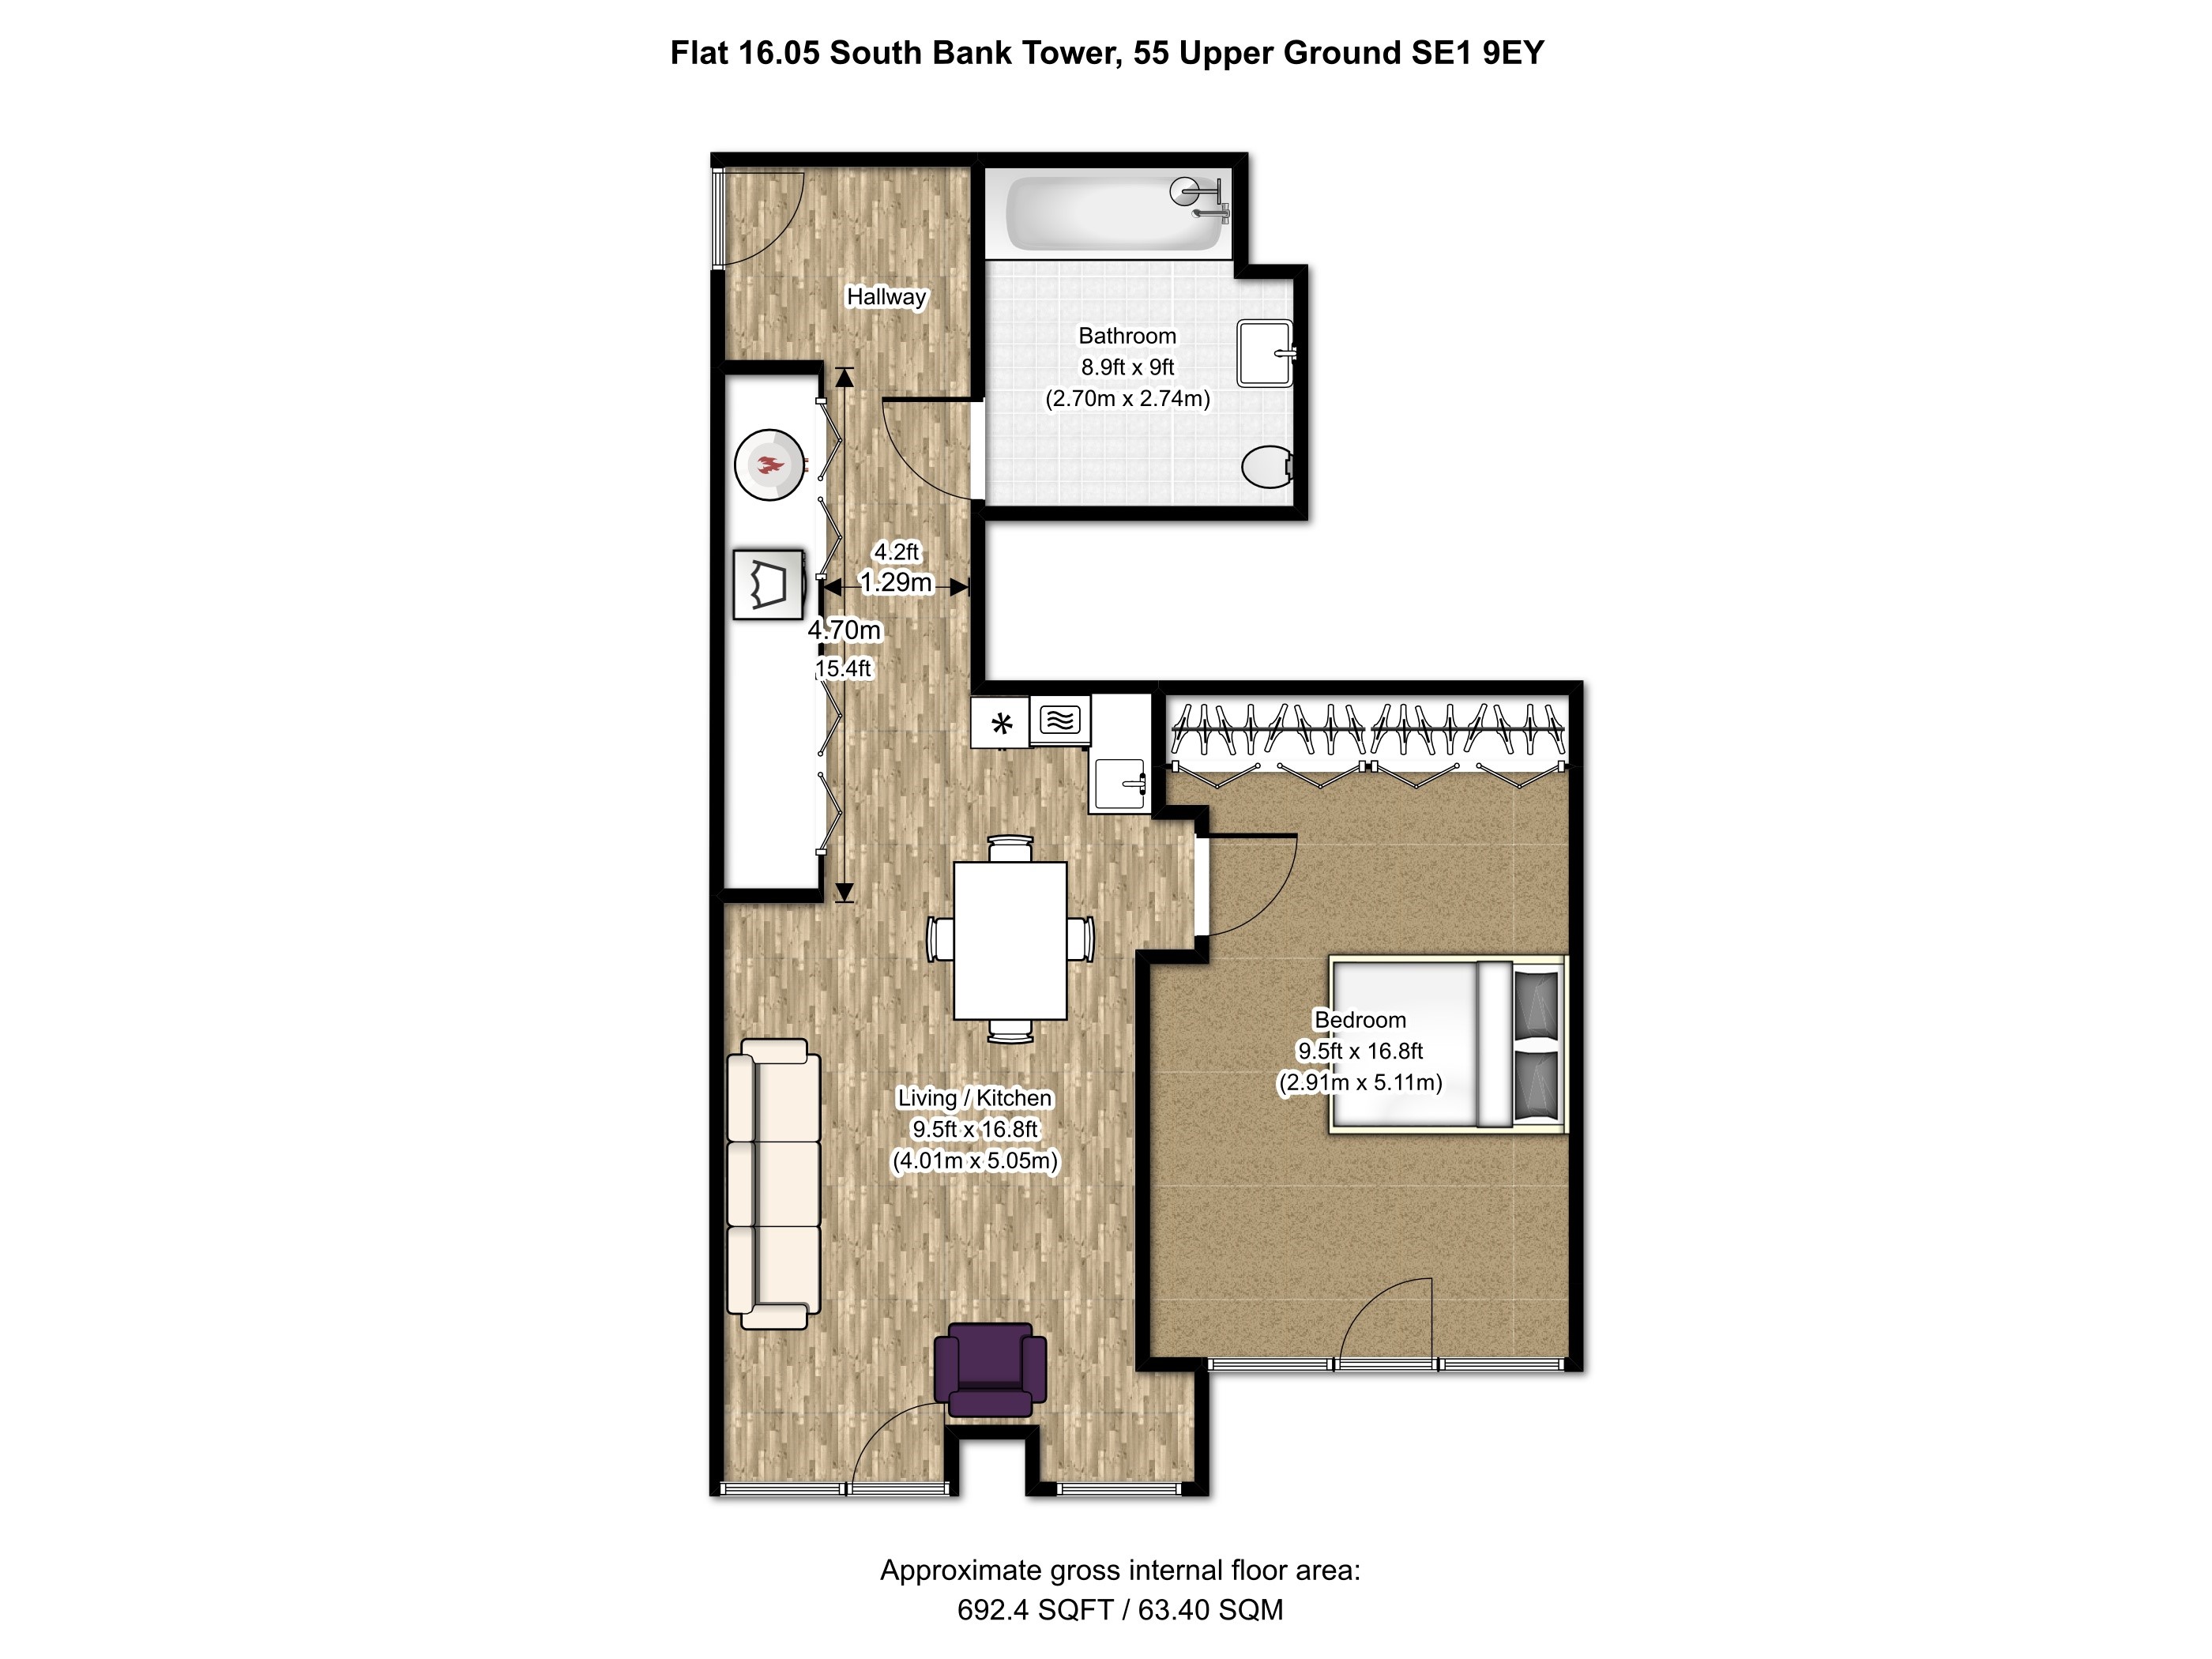 Flat 16.05 South Bank Tower, 55 Upper Ground SE1 9EY
Hallway
Bathroom
8.9ft x 9ft
(2.70m x 2.74m)
4.2ft
1.29m
4.70m
15.4ft
*
Bedroom
9.5ft x 16.8ft
(2.91m x 5.11m)
Living / Kitchen
9.5ft x 16.8ft
(4.01m x 5.05m)
Approximate gross internal floor area:
692.4 SQFT / 63.40 SQM